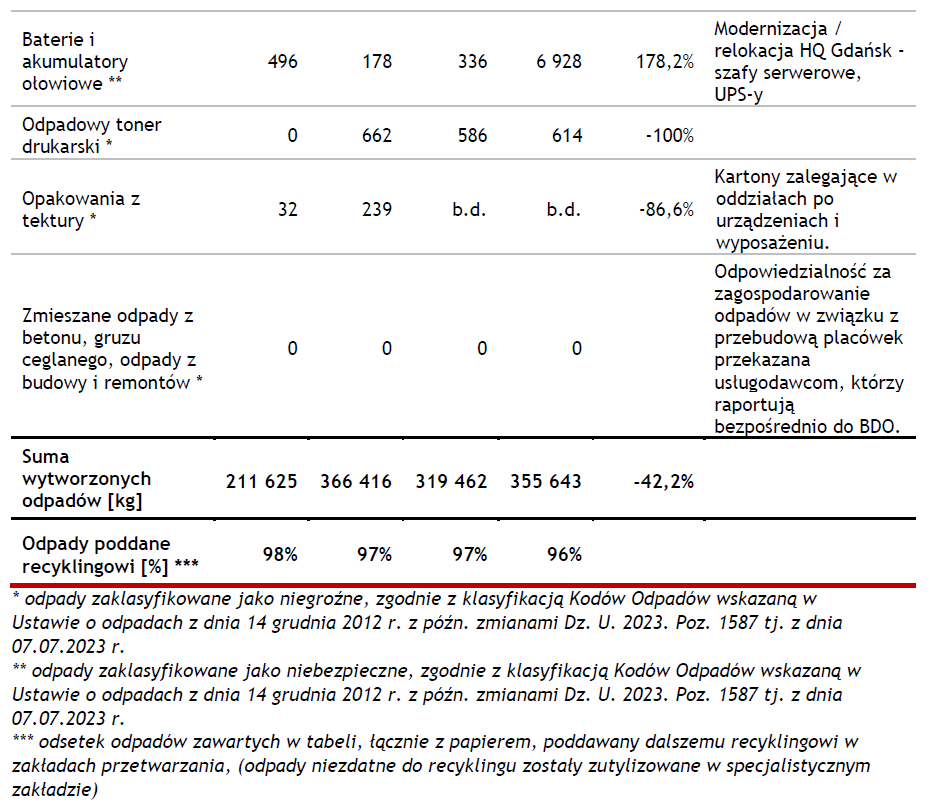 Baterie i
akumulatory
ołowiowe **
496 178 336 6 928 178,2%
Modernizacja /
relokacja HQ Gdańsk -
szafy serwerowe,
UPS-y
Odpadowy toner
drukarski *
0 662 586 614 -100%
Opakowania z
tektury *
32 239 b.d. b.d. -86,6%
Kartony zalegające w
oddziałach po
urządzeniach i
wyposażeniu.
Zmieszane odpady z
betonu, gruzu
ceglanego, odpady z
budowy i remontów *
0 0 0 0
Odpowiedzialność za
zagospodarowanie
odpadów w związku z
przebudową placówek
przekazana
usługodawcom, którzy
raportują
bezpośrednio do BDO.
Suma
wytworzonych
odpadów [kg]
211 625 366 416 319 462 355 643 -42,2%
Odpady poddane
recyklingowi [%] ***
98% 97% 97% 96%
* odpady zaklasyfikowane jako niegroźne, zgodnie z klasyfikacją Kodów Odpadów wskazaną w
Ustawie o odpadach z dnia 14 grudnia 2012 r. z późn. zmianami Dz. U. 2023. Poz. 1587 tj. z dnia
07.07.2023 r.
** odpady zaklasyfikowane jako niebezpieczne, zgodnie z klasyfikacją Kodów Odpadów wskazaną w
Ustawie o odpadach z dnia 14 grudnia 2012 r. z późn. zmianami Dz. U. 2023. Poz. 1587 tj. z dnia
07.07.2023 r.
*** odsetek odpadów zawartych w tabeli, łącznie z papierem, poddawany dalszemu recyklingowi w
zakładach przetwarzania, (odpady niezdatne do recyklingu zostały zutylizowane w specjalistycznym
zakładzie)